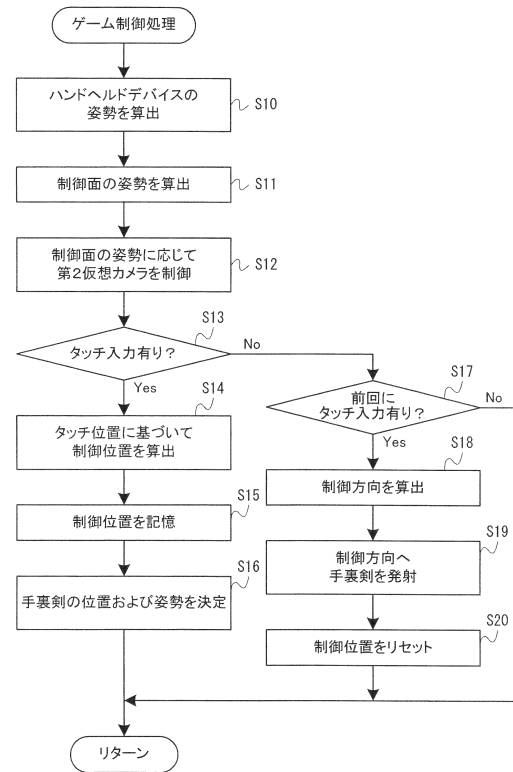 ゲーム制御処理
ハンドヘルドデバイスの
姿勢を算出
S10
制御面の姿勢を算出
S11
制御面の姿勢に応じて
第2仮想カメラを制御
S12
S13
タッチ入力有り？
No
Yes
S14
タッチ位置に基づいて
制御位置を算出
S15
制御位置を記憶
S16
手裏剣の位置および姿勢を決定
S17
前回に
タッチ入力有り？
No
Yes
S18
制御方向を算出
S19
制御方向へ
手裏剣を発射
S20
制御位置をリセット
リターン